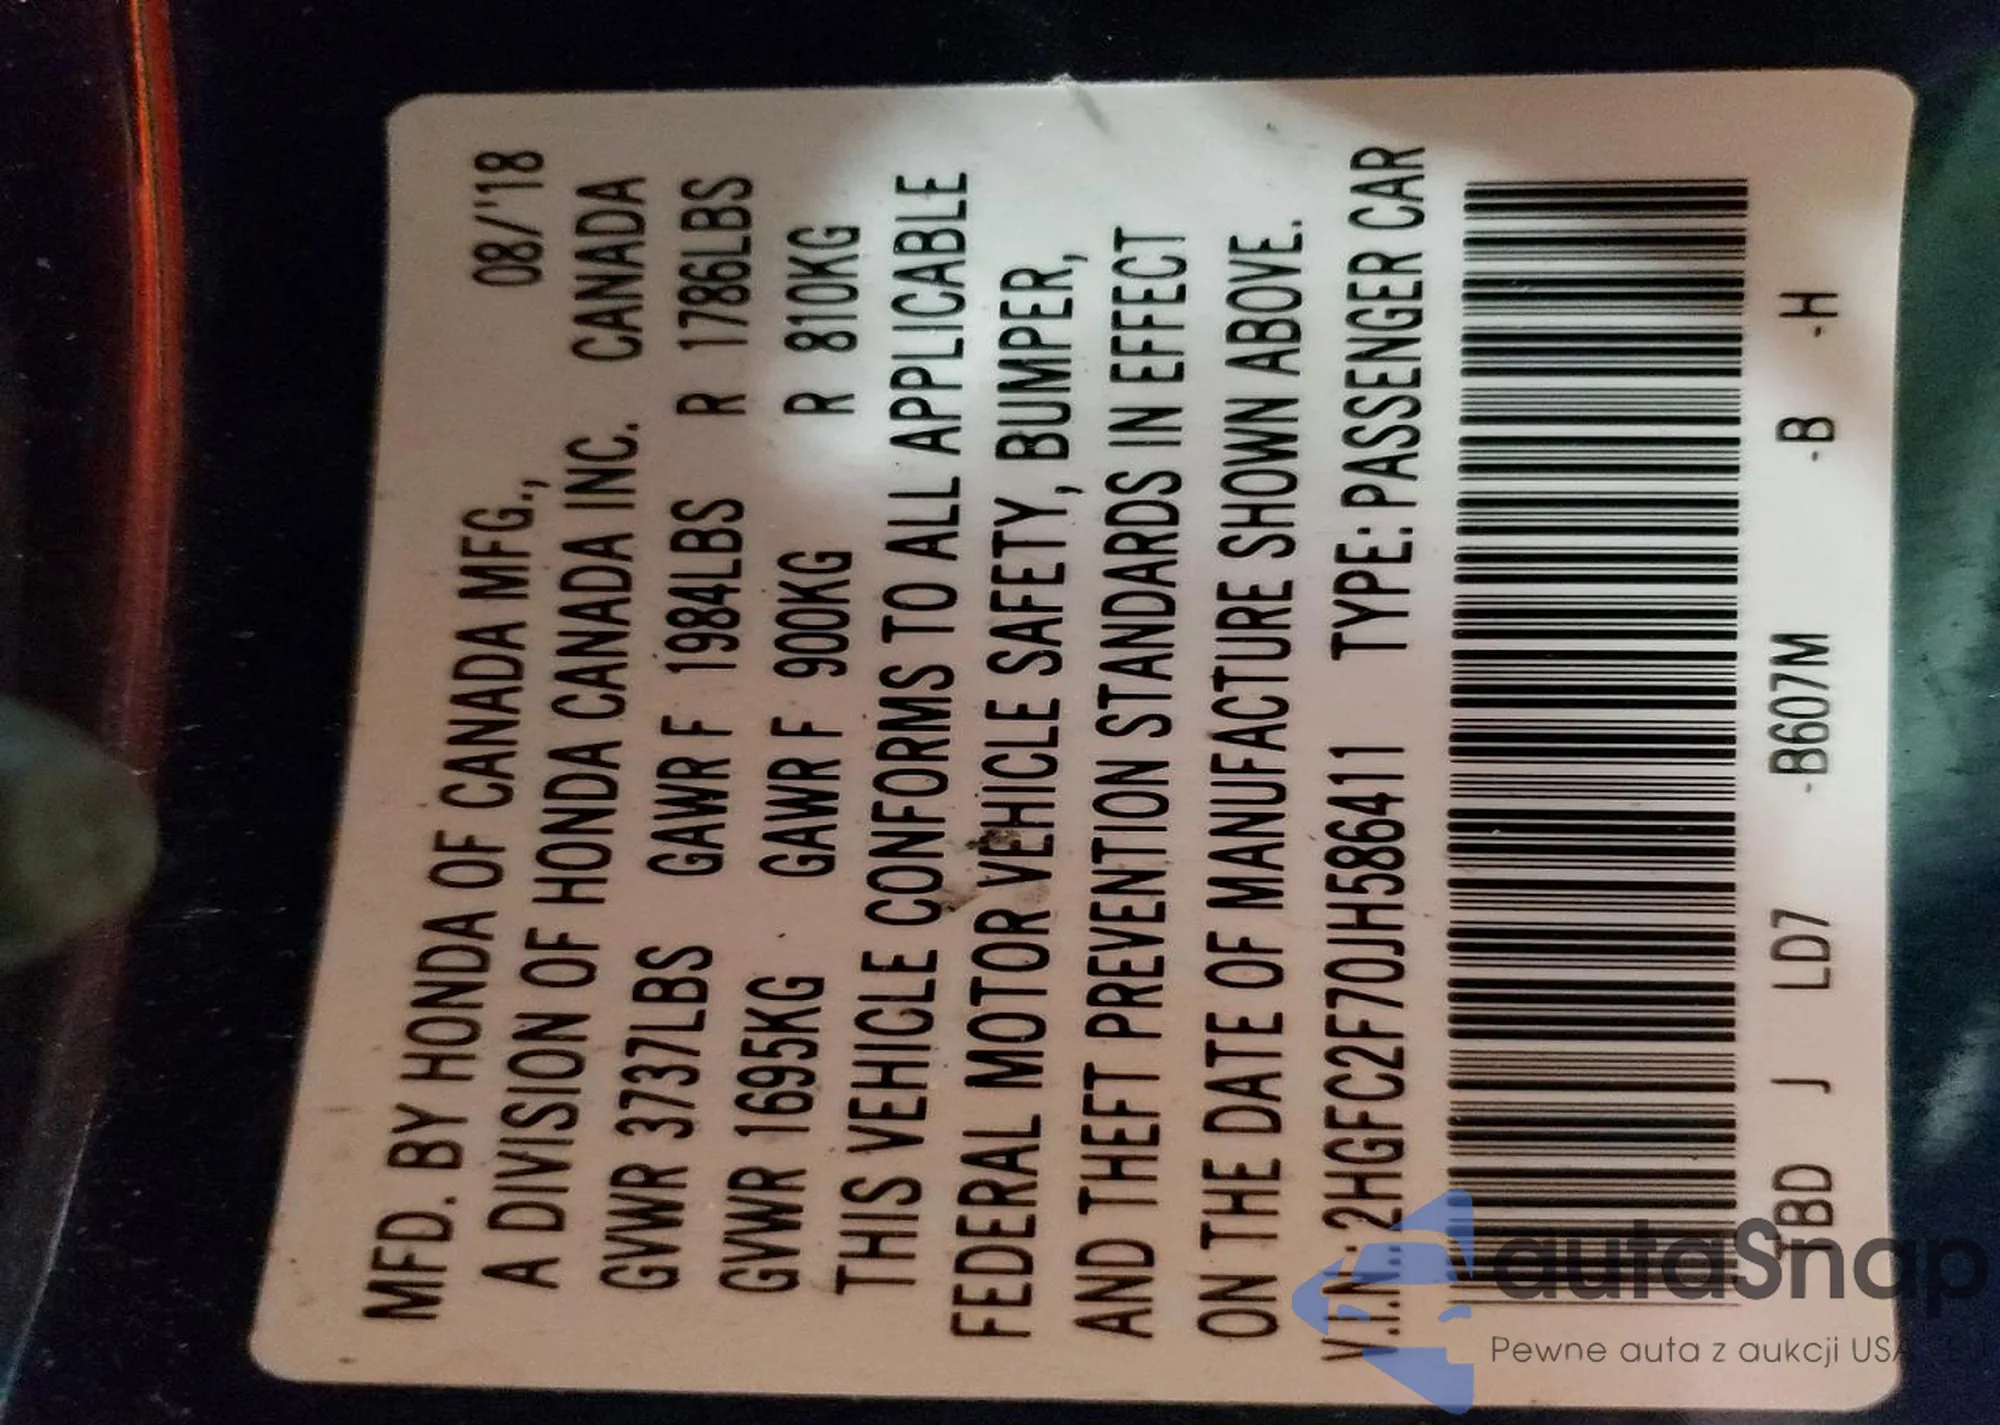 MFD. BY HONDA OF CANADA MFG., 08/'18
A DIVISION OF HONDA CANADA INC. CANADA
GVWR 3737LBS GAWR F 1984LBS R 1786LBS
GVWR 1695KG GAWR F 900KG R 810KG
THIS VEHICLE CONFORMS TO ALL APPLICABLE
FEDERAL MOTOR VEHICLE SAFETY, BUMPER,
AND THEFT PREVENTION STANDARDS IN EFFECT
ON THE DATE OF MANUFACTURE SHOWN ABOVE.
V.I.N.: 2HGFC2F70JH586411 TYPE: PASSENGER CAR
TBD J LD7 -B607M -B -H
autaSnap
Pewne auta z aukcji USA, EU